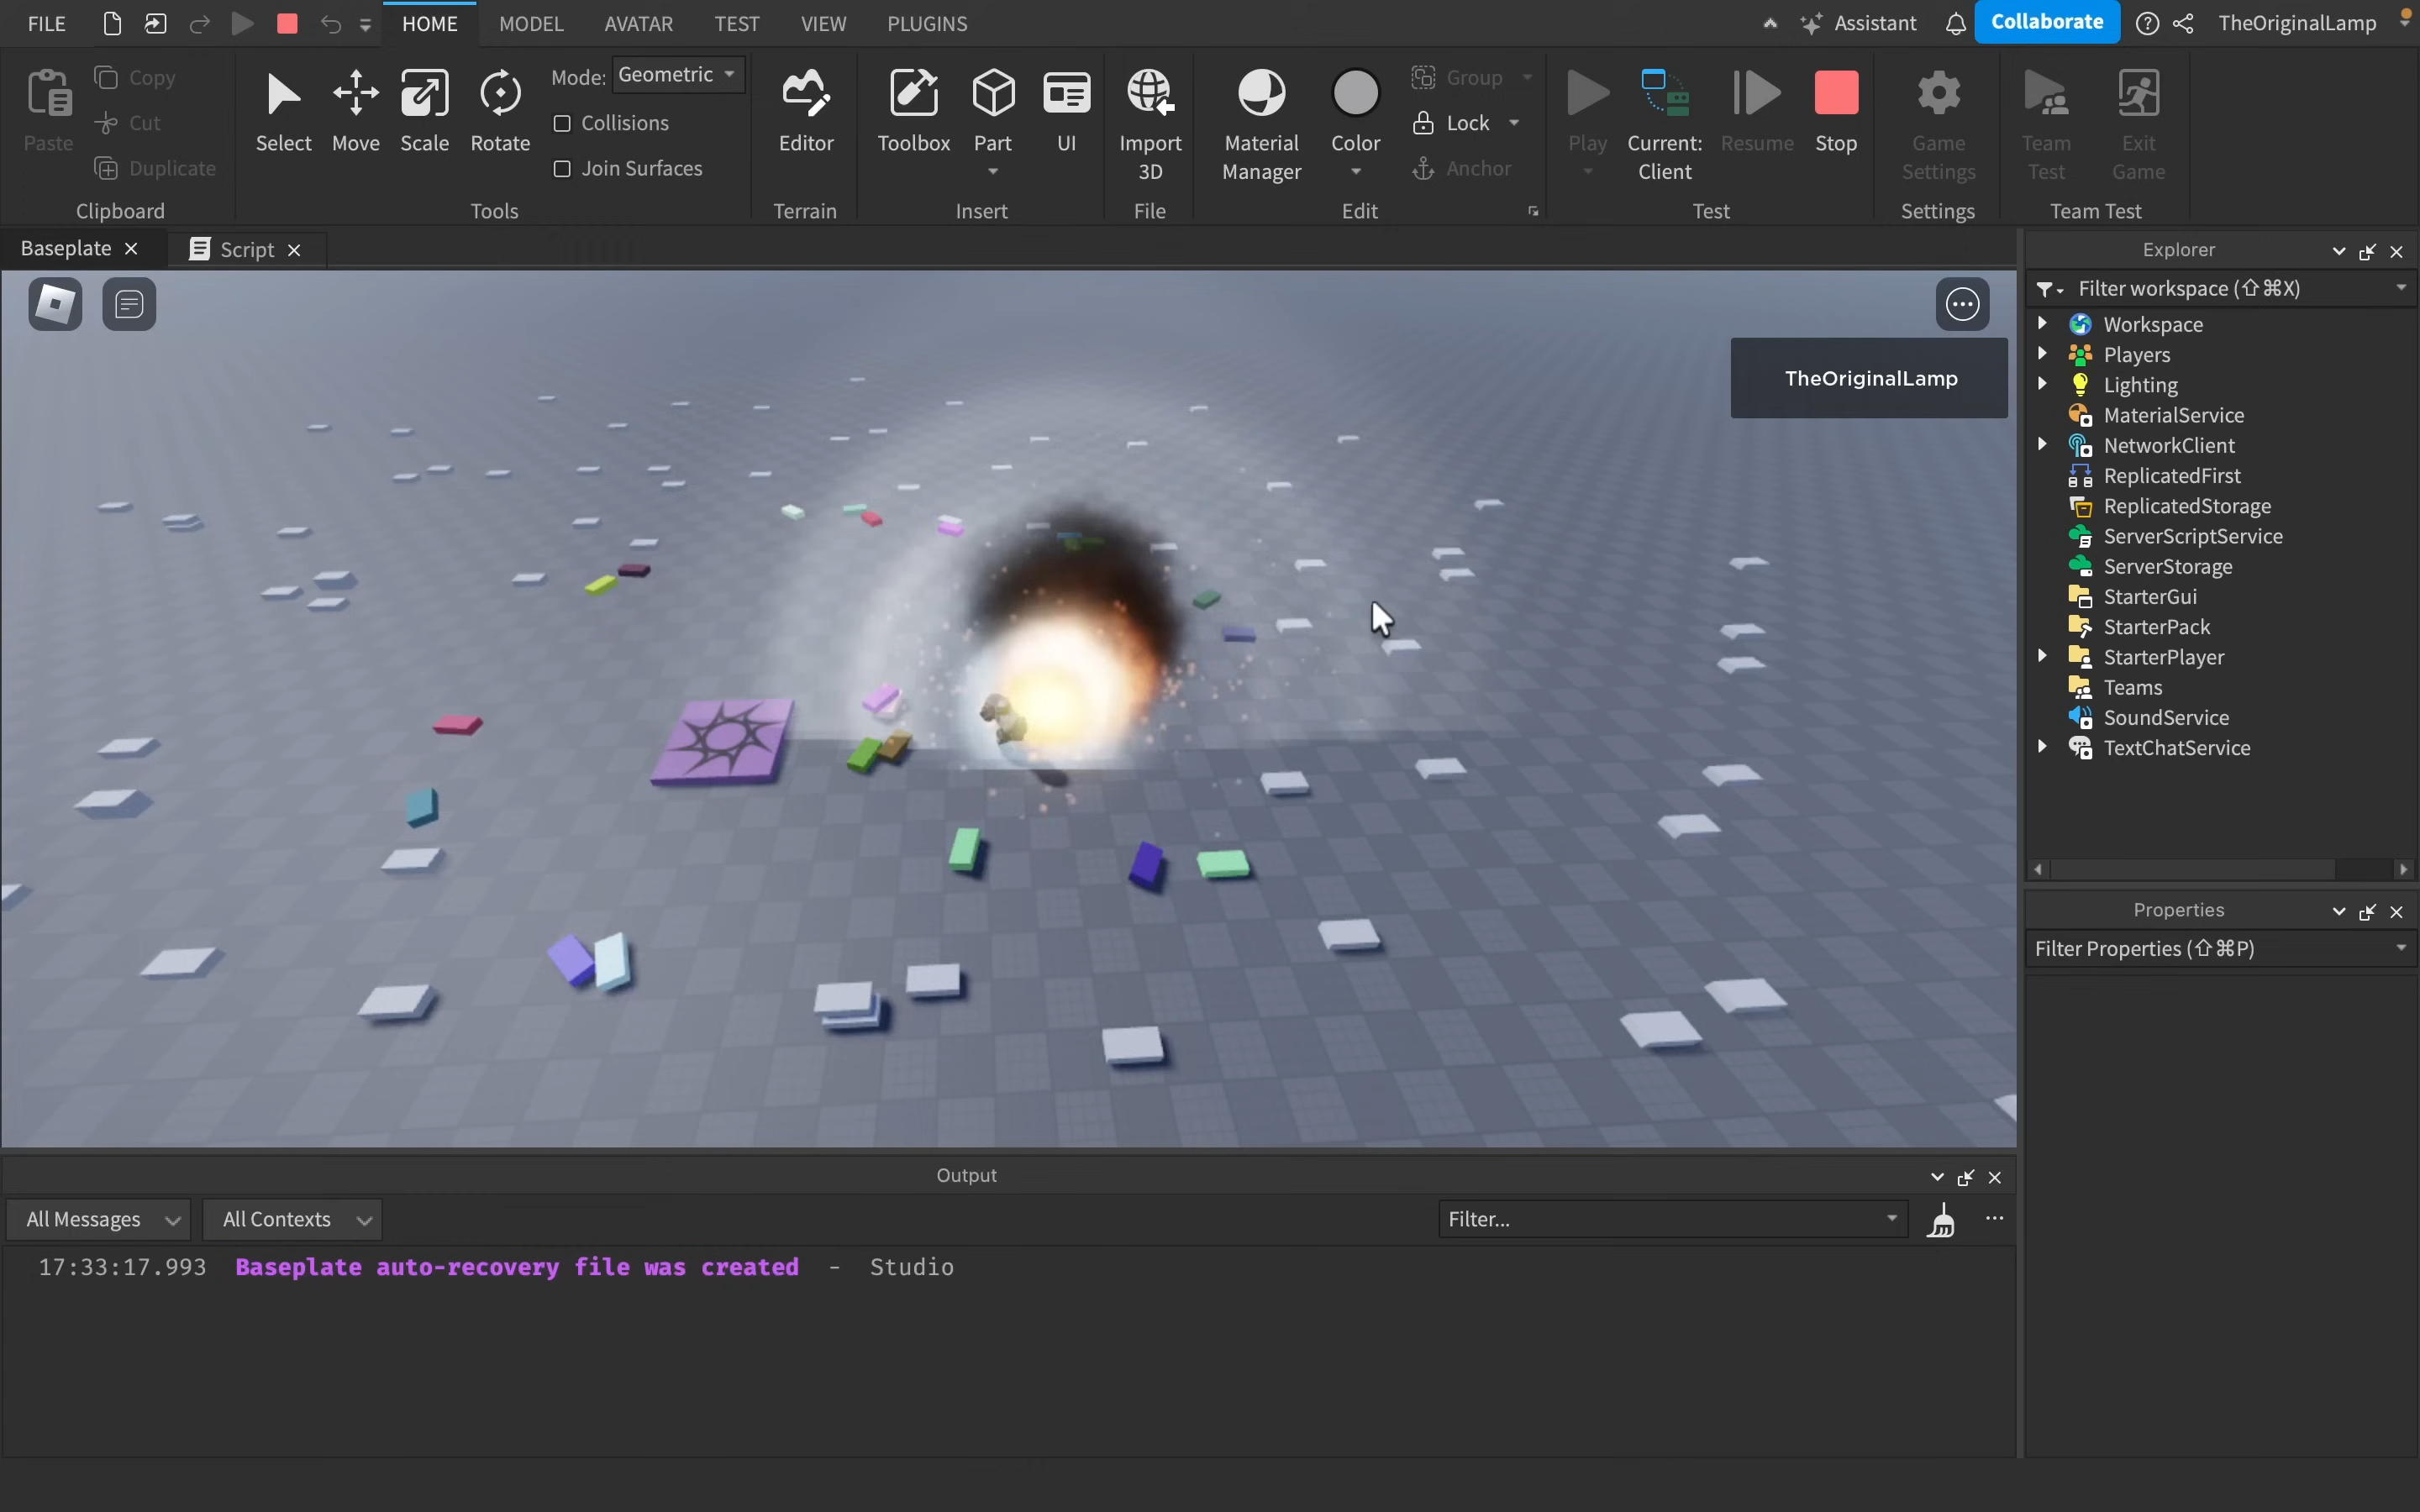 FILE
HOME
MODEL
AVATAR
TEST
VIEW
PLUGINS
Assistant
Collaborate
TheOriginalLamp
Paste
Copy
Cut
Duplicate
Clipboard
Select
Move
Scale
Rotate
Mode: Geometric
Collisions
Join Surfaces
Tools
Editor
Terrain
Toolbox
Part
UI
Insert
Import
3D
File
Material
Manager
Color
Group
Lock
Anchor
Edit
Play
Current:
Client
Resume
Stop
Test
Game
Settings
Settings
Team
Test
Exit
Game
Team Test
Baseplate
Script
TheOriginalLamp
Explorer
Filter workspace (⇧⌘X)
Workspace
Players
Lighting
MaterialService
NetworkClient
ReplicatedFirst
ReplicatedStorage
ServerScriptService
ServerStorage
StarterGui
StarterPack
StarterPlayer
Teams
SoundService
TextChatService
Properties
Filter Properties (⇧⌘P)
Output
All Messages
All Contexts
Filter...
17:33:17.993 Baseplate auto-recovery file was created - Studio